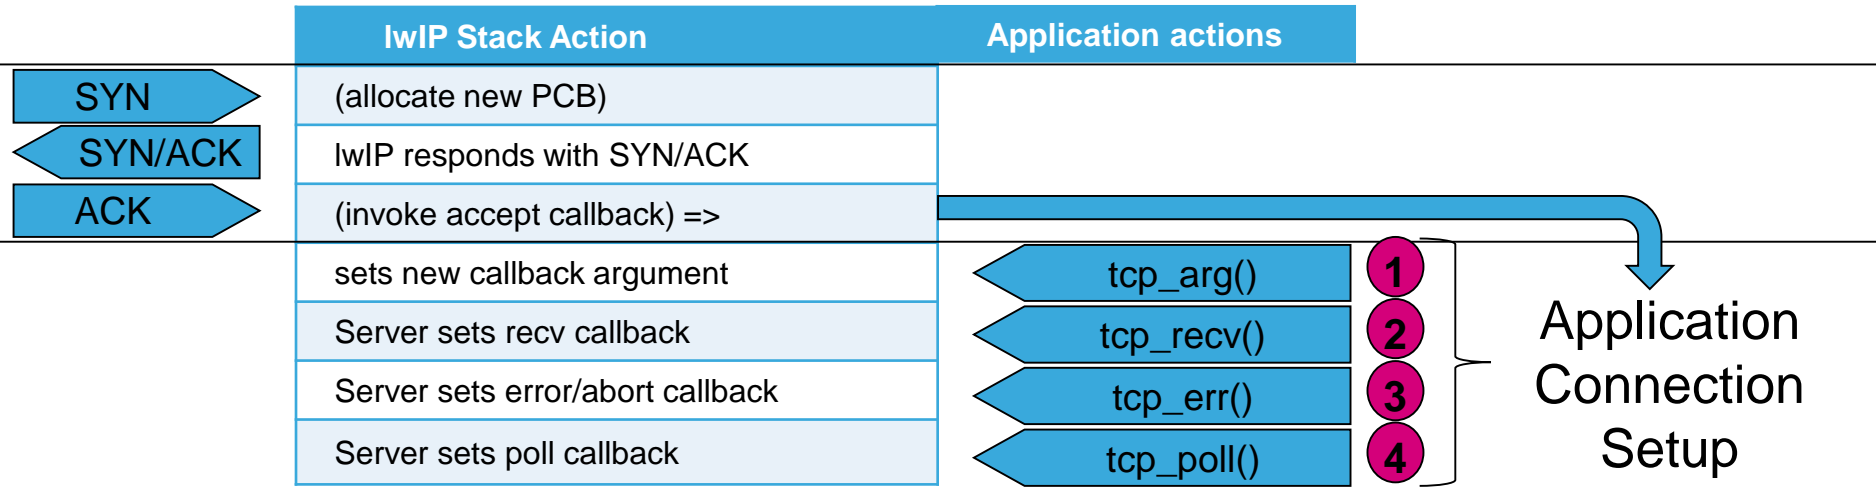 lwIP Stack Action Application actions
SYN (allocate new PCB)
SYN/ACK lwIP responds with SYN/ACK
ACK (invoke accept callback) =>
sets new callback argument tcp_arg() 1
Server sets recv callback tcp_recv() 2
Server sets error/abort callback tcp_err() 3
Server sets poll callback tcp_poll() 4
Application
Connection
Setup